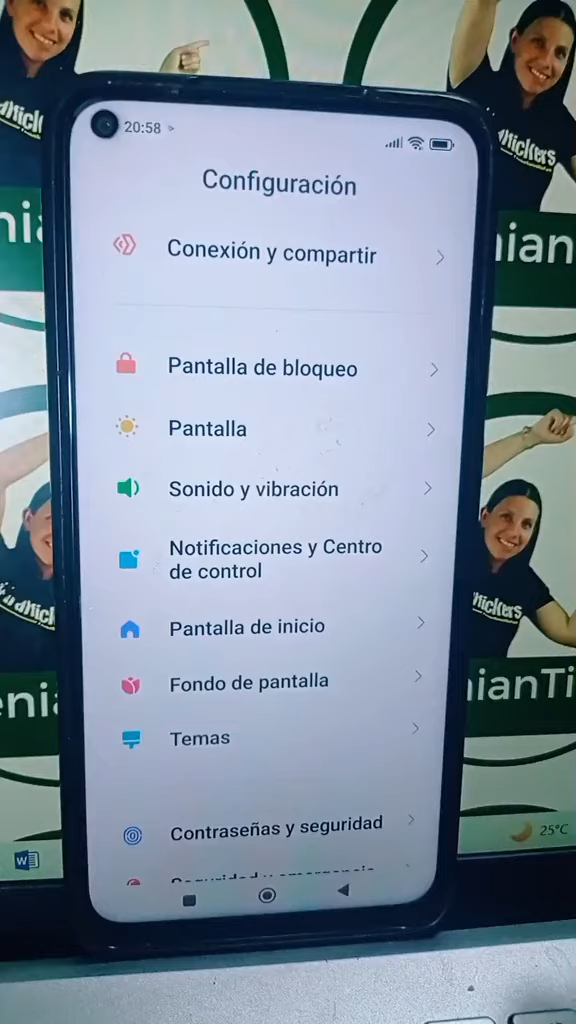 20:58
Configuración
Conexión y compartir
Pantalla de bloqueo
Pantalla
Sonido y vibración
Notificaciones y Centro
de control
Pantalla de inicio
Fondo de pantalla
Temas
Contraseñas y seguridad
25°C